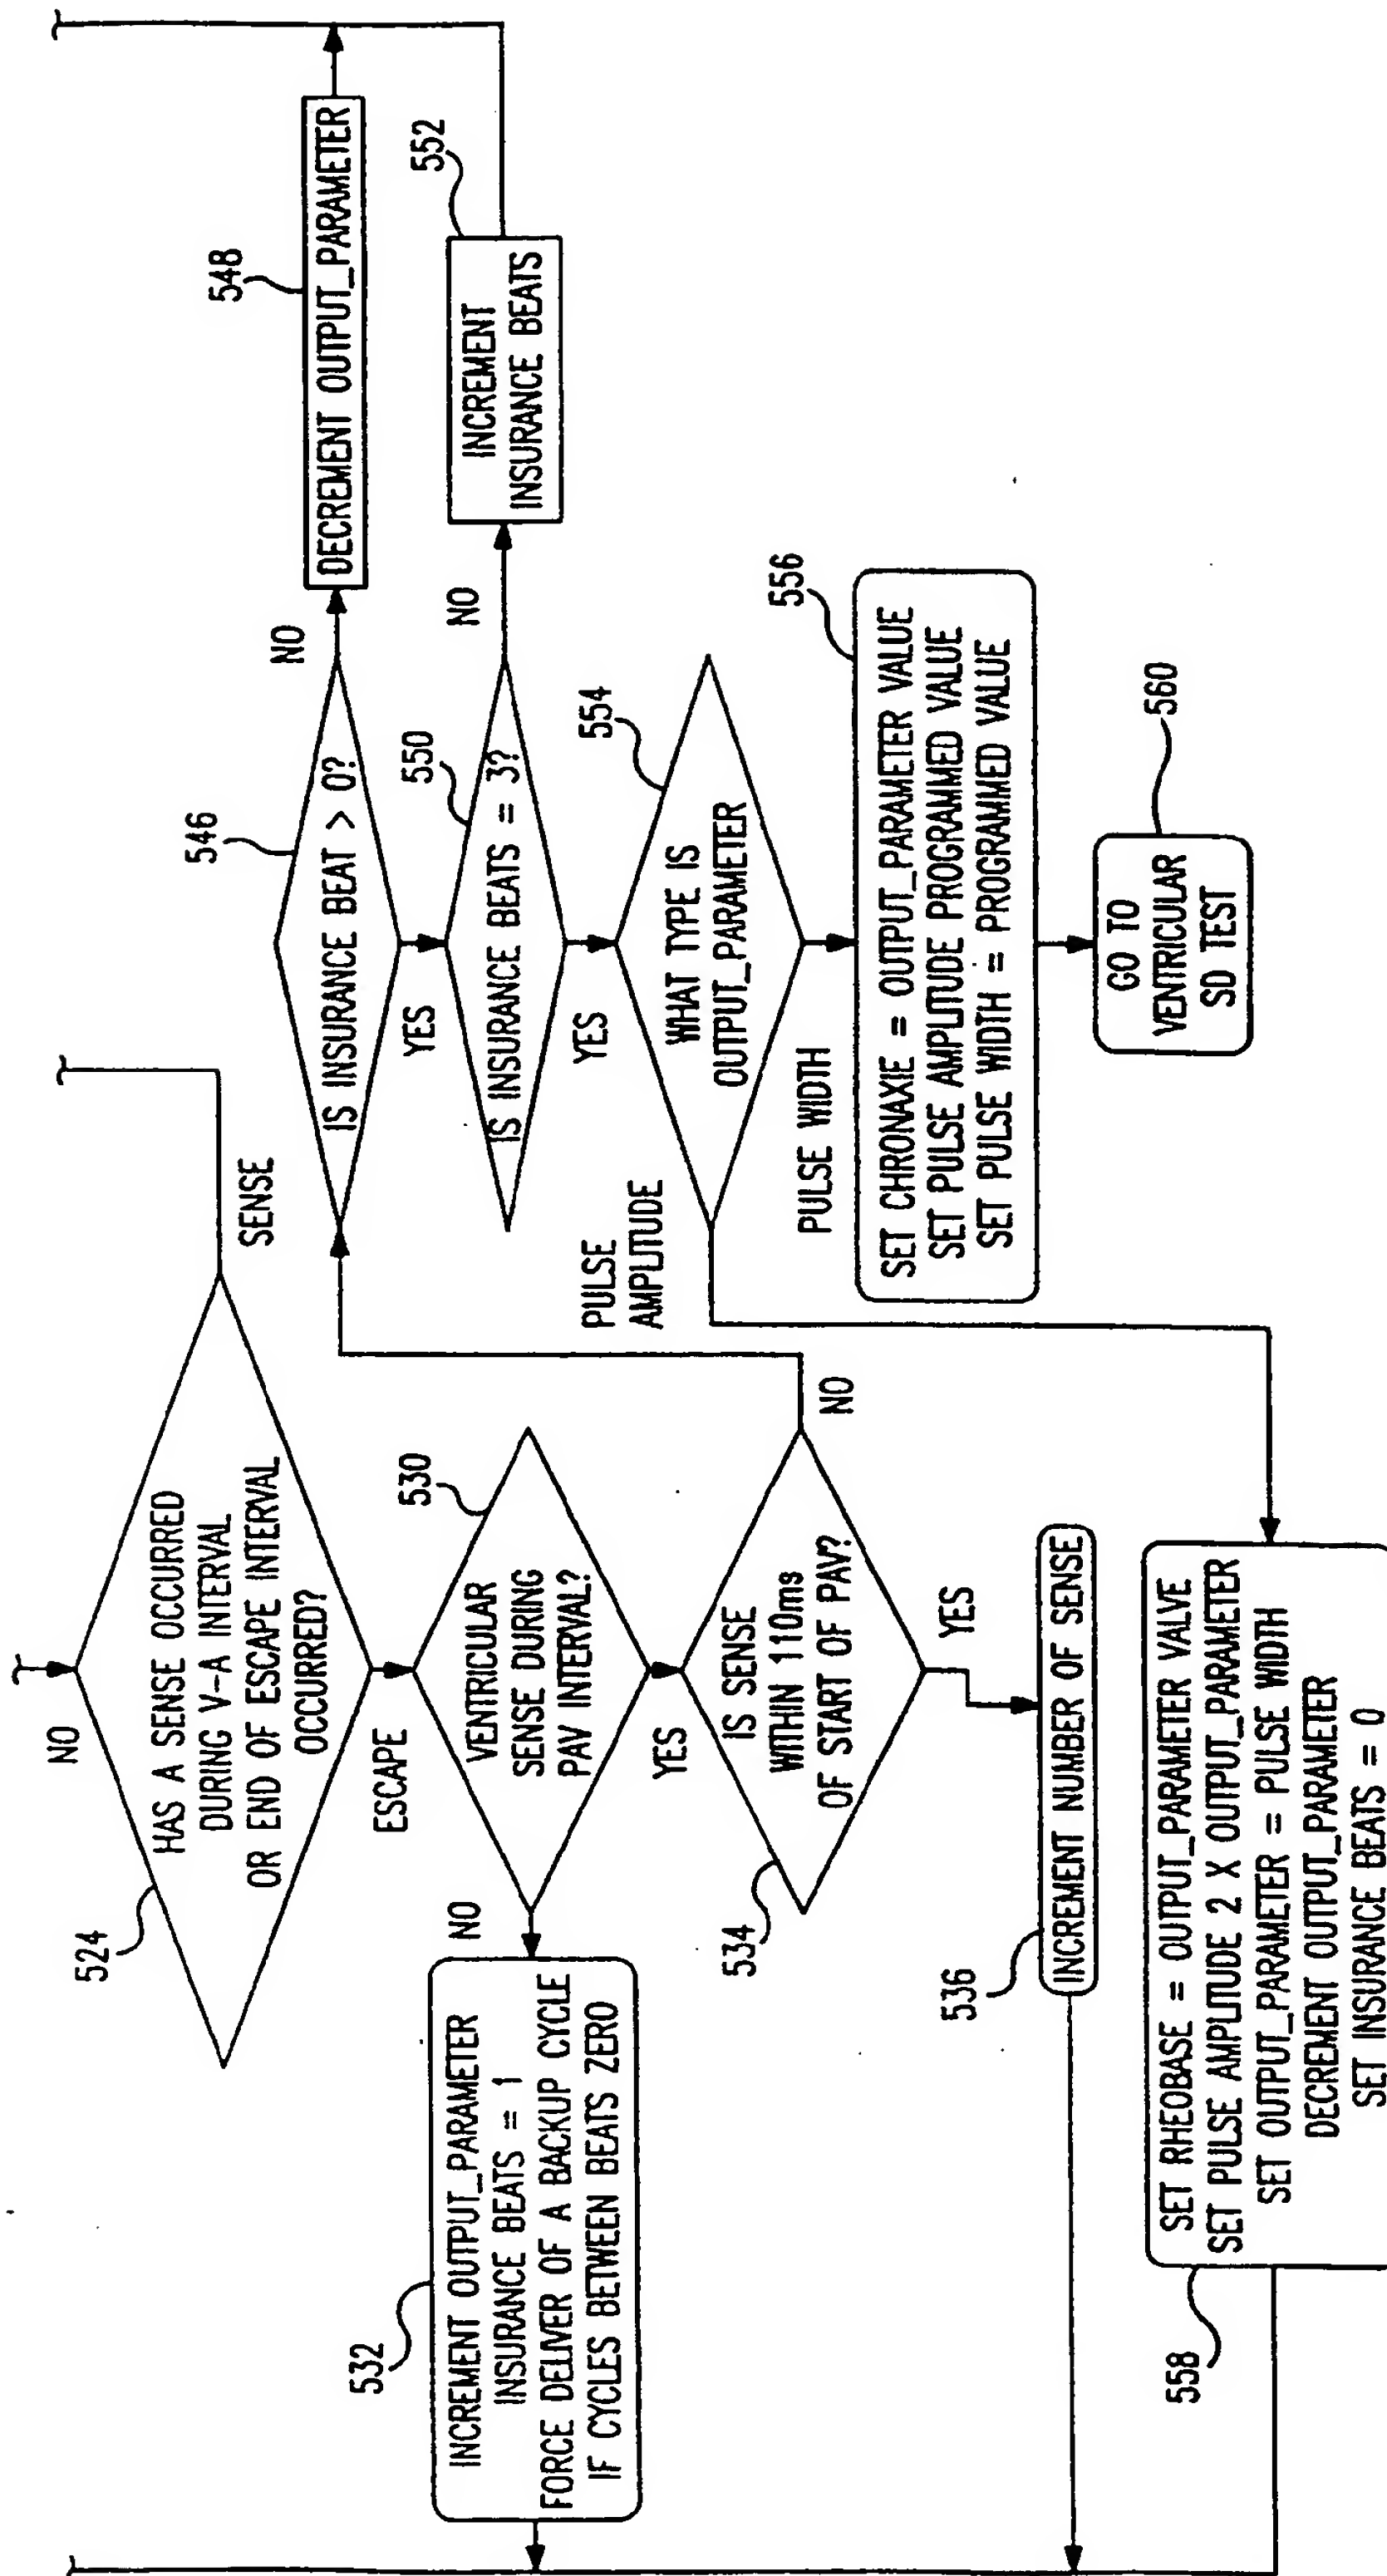 NO
524
HAS A SENSE OCCURRED
DURING V-A INTERVAL
OR END OF ESCAPE INTERVAL
OCCURRED?
SENSE
ESCAPE
530
VENTRICULAR
SENSE DURING
PAV INTERVAL?
NO
532
INCREMENT OUTPUT_PARAMETER
INSURANCE BEATS = 1
FORCE DELIVER OF A BACKUP CYCLE
IF CYCLES BETWEEN BEATS ZERO
YES
534
IS SENSE
WITHIN 110ms
OF START OF PAV?
NO
YES
536
INCREMENT NUMBER OF SENSE
546
IS INSURANCE BEAT > 0?
NO
548
DECREMENT OUTPUT_PARAMETER
YES
550
IS INSURANCE BEATS = 3?
NO
552
INCREMENT
INSURANCE BEATS
YES
554
WHAT TYPE IS
OUTPUT_PARAMETER
PULSE
AMPLITUDE
PULSE WIDTH
556
SET CHRONAXIE = OUTPUT_PARAMETER VALUE
SET PULSE AMPLITUDE PROGRAMMED VALUE
SET PULSE WIDTH = PROGRAMMED VALUE
560
GO TO
VENTRICULAR
SD TEST
558
SET RHEOBASE = OUTPUT_PARAMETER VALVE
SET PULSE AMPLITUDE 2 X OUTPUT_PARAMETER
SET OUTPUT_PARAMETER = PULSE WIDTH
DECREMENT OUTPUT_PARAMETER
SET INSURANCE BEATS = 0